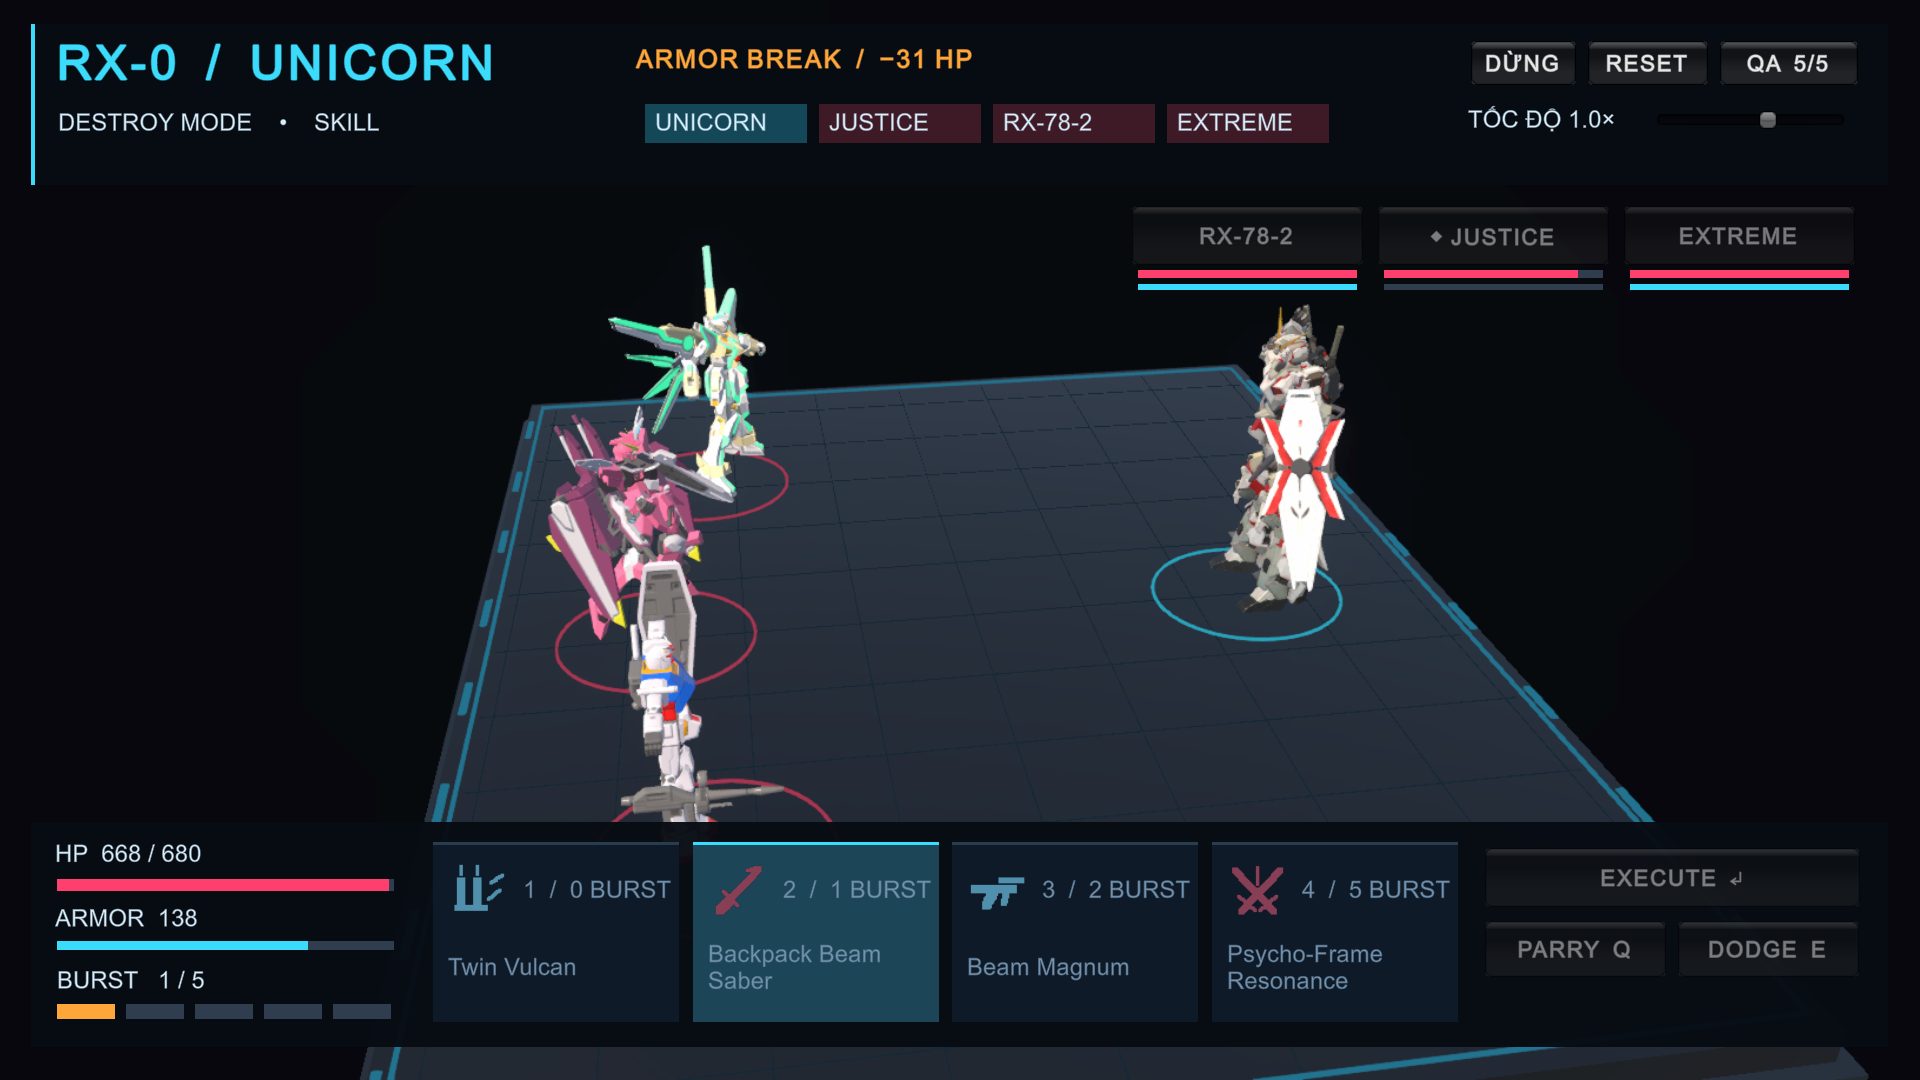 RX-0 / UNICORN
DESTROY MODE • SKILL
ARMOR BREAK / −31 HP
UNICORN JUSTICE RX-78-2 EXTREME
DỪNG RESET QA 5/5
TỐC ĐỘ 1.0×
RX-78-2 ◆ JUSTICE EXTREME
HP 668 / 680
ARMOR 138
BURST 1 / 5
1 / 0 BURST
Twin Vulcan
2 / 1 BURST
Backpack Beam
Saber
3 / 2 BURST
Beam Magnum
4 / 5 BURST
Psycho-Frame
Resonance
EXECUTE ↲
PARRY Q DODGE E